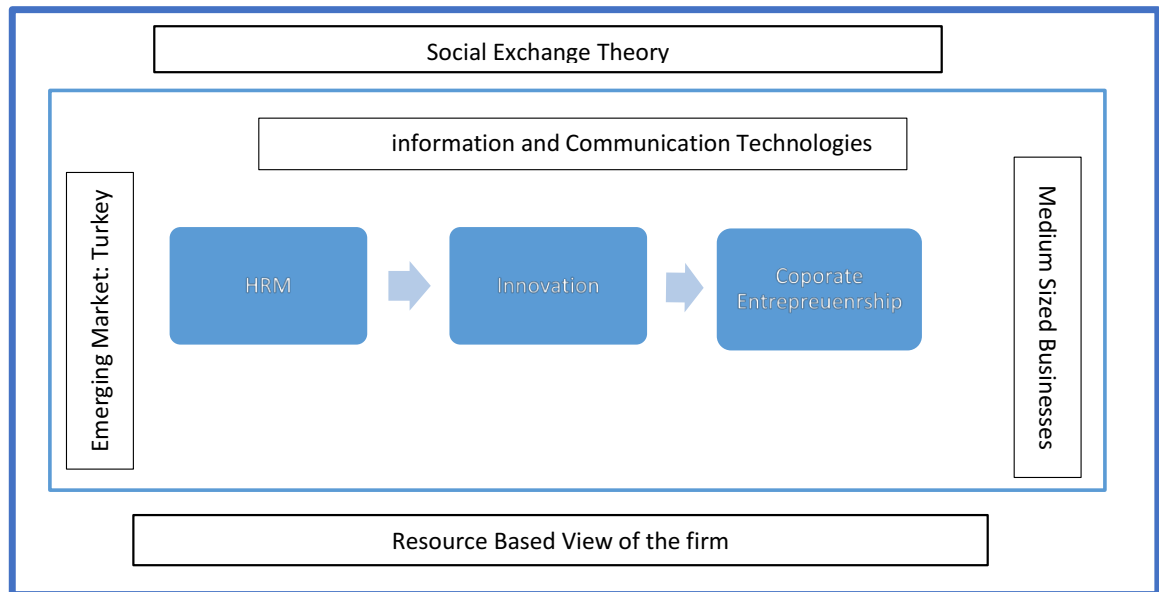 Social Exchange Theory
information and Communication Technologies
Emerging Market: Turkey
HRM
Innovation
Coporate
Entrepreuenrship
Medium Sized Businesses
Resource Based View of the firm